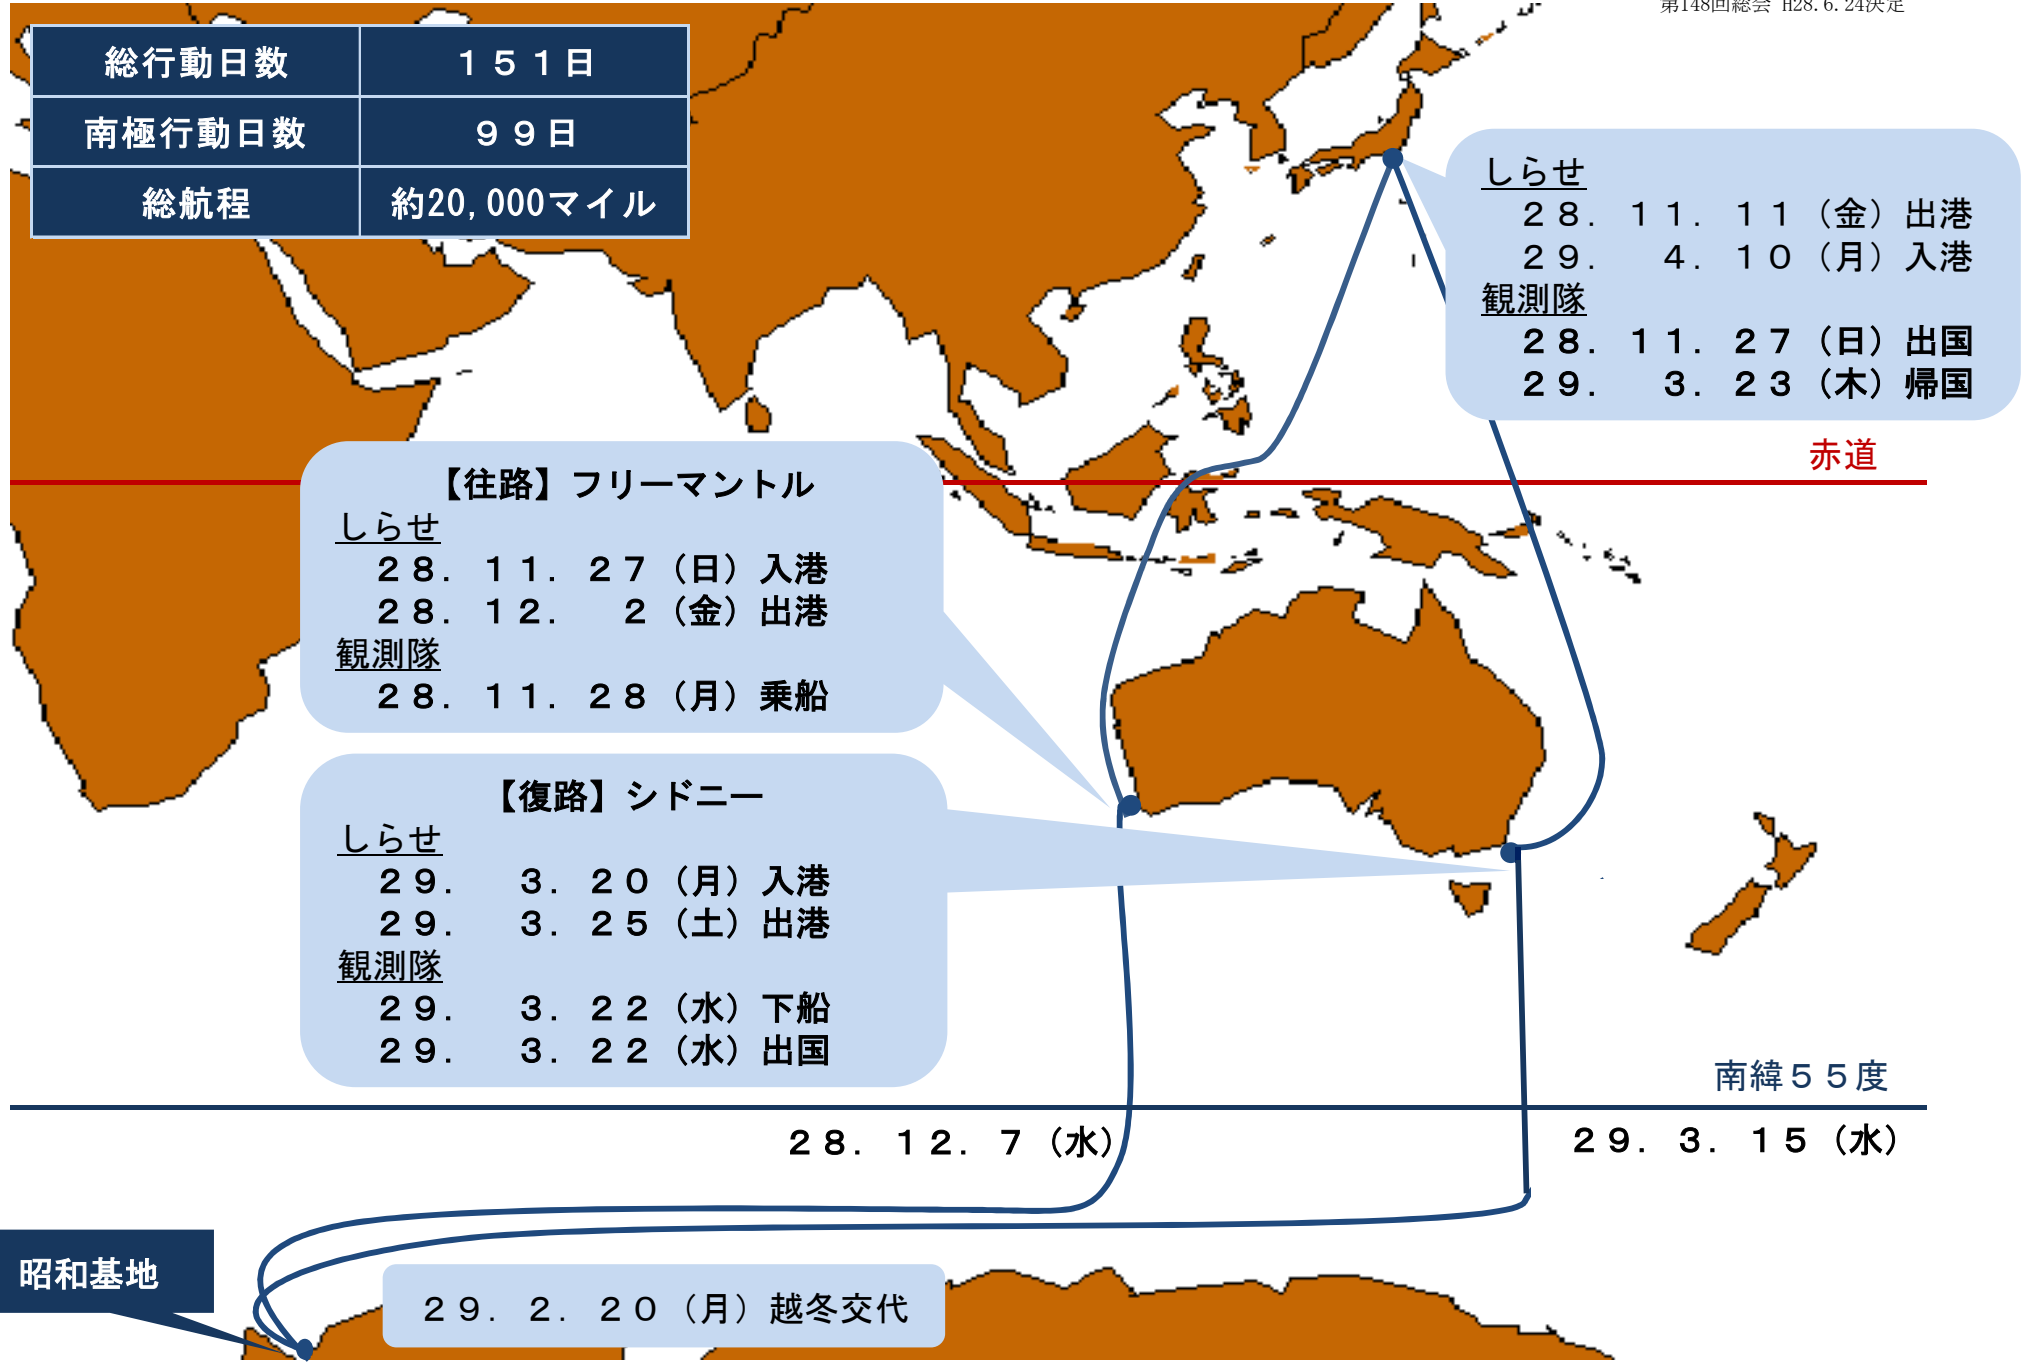 第148回総会 H28.6.24決定
総行動日数 １５１日
南極行動日数 ９９日
総航程 約20,000マイル
しらせ
２８．１１．１１（金）出港
２９．　４．１０（月）入港
観測隊
２８．１１．２７（日）出国
２９．　３．２３（木）帰国
赤道
【往路】フリーマントル
しらせ
２８．１１．２７（日）入港
２８．１２．　２（金）出港
観測隊
２８．１１．２８（月）乗船
【復路】シドニー
しらせ
２９．　３．２０（月）入港
２９．　３．２５（土）出港
観測隊
２９．　３．２２（水）下船
２９．　３．２２（水）出国
南緯５５度
２８．１２．７（水）
２９．３．１５（水）
昭和基地
２９．２．２０（月）越冬交代